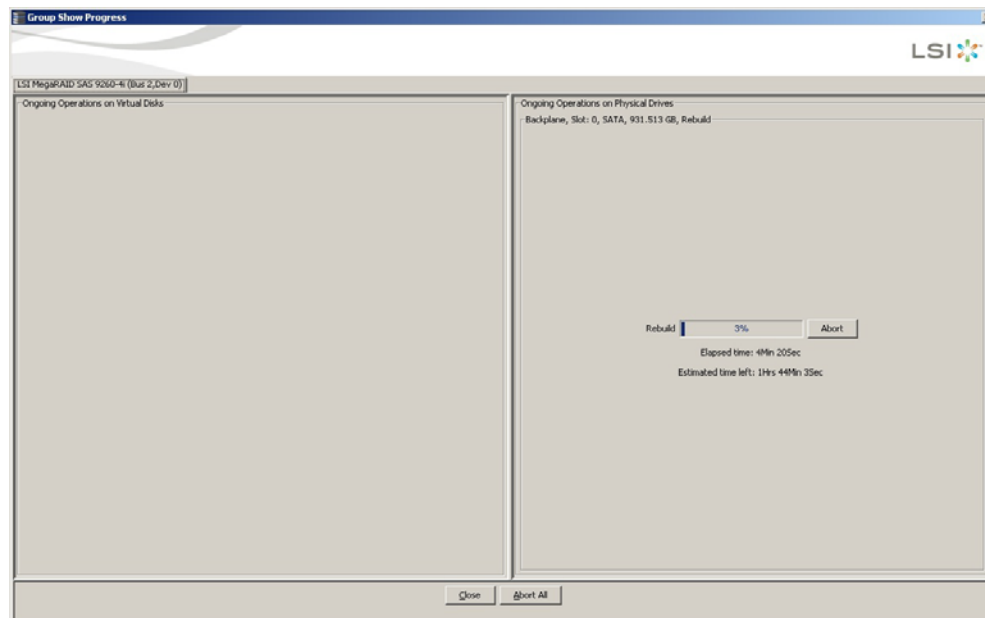 Group Show Progress
LSI
LSI MegaRAID SAS 9260-4i (Bus 2,Dev 0)
Ongoing Operations on Virtual Disks
Ongoing Operations on Physical Drives
Backplane, Slot: 0, SATA, 931.513 GB, Rebuild
Rebuild 3% Abort
Elapsed time: 4Min 20Sec
Estimated time left: 1Hrs 44Min 3Sec
Close Abort All